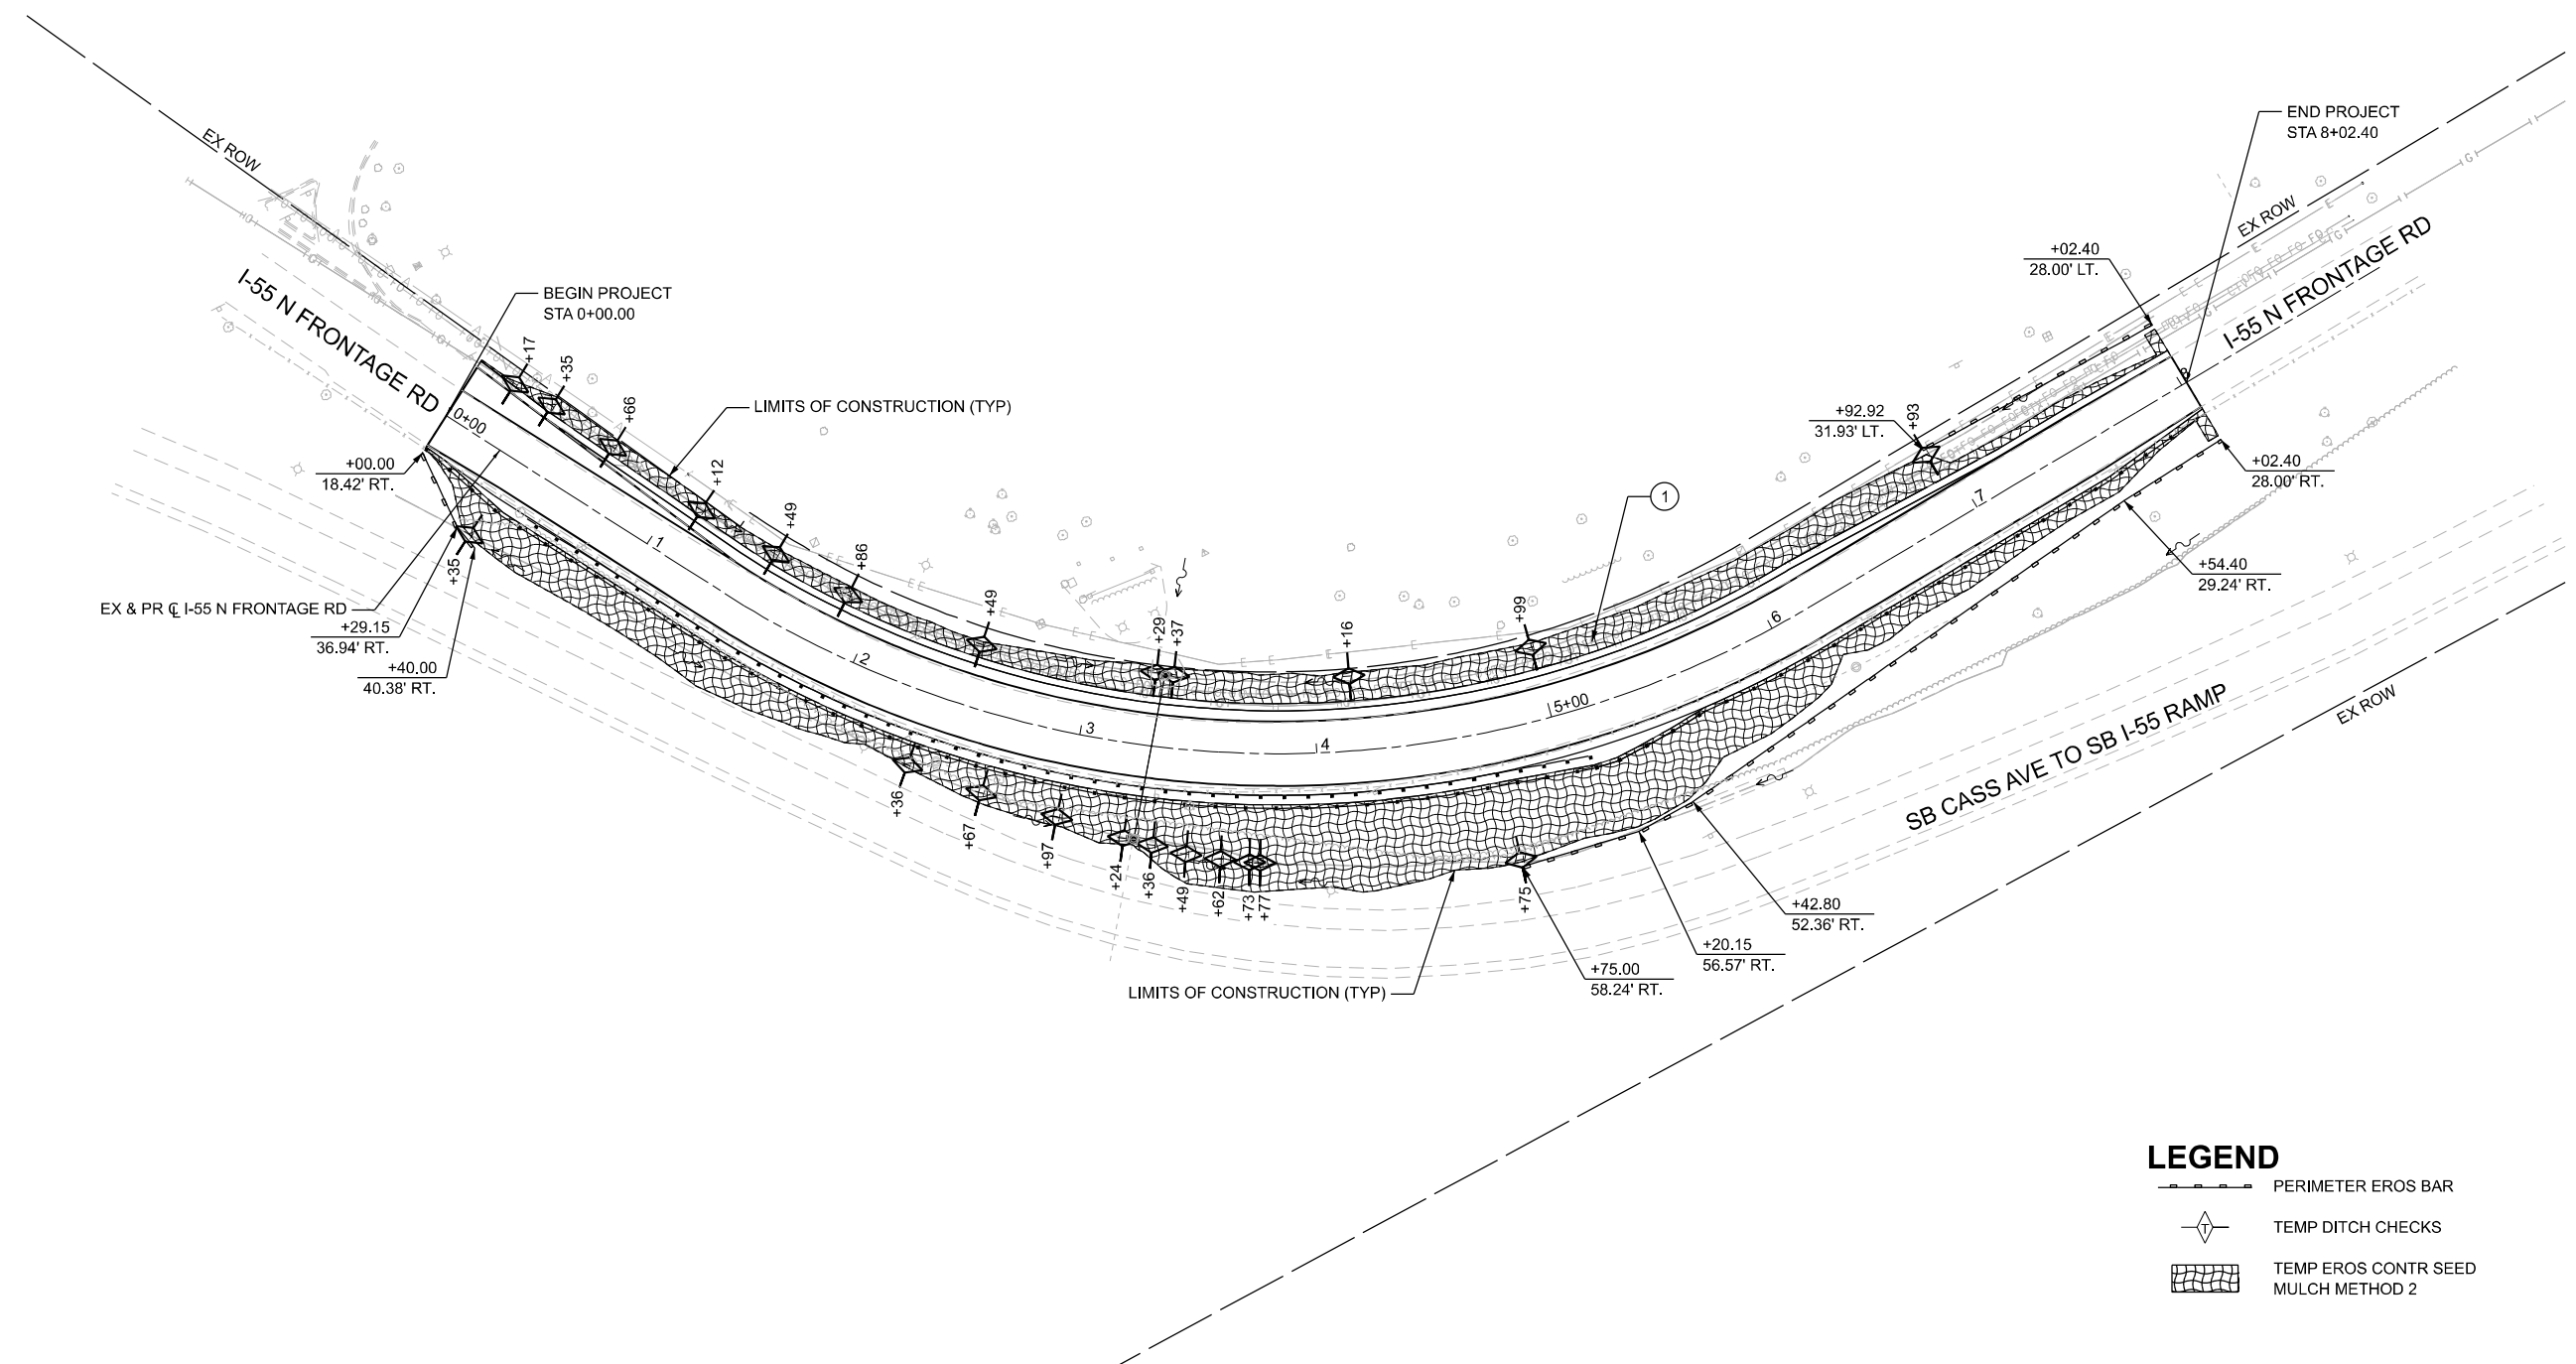 EX ROW
END PROJECT
STA 8+02.40
EX ROW
I-55 N FRONTAGE RD
I-55 N FRONTAGE RD
+02.40
28.00' LT.
BEGIN PROJECT
STA 0+00.00
+17
+35
+66
LIMITS OF CONSTRUCTION (TYP)
+12
+49
+86
+49
+29
+37
+16
+99
+92.92
31.93' LT.
+93
1
0+00
1
2
3
4
5+00
6
7
8
+00.00
18.42' RT.
+35
EX & PR ℄ I-55 N FRONTAGE RD
+29.15
36.94' RT.
+40.00
40.38' RT.
+02.40
28.00' RT.
+54.40
29.24' RT.
SB CASS AVE TO SB I-55 RAMP
EX ROW
+36
+67
+97
+24
+36
+49
+62
+73
+77
+75
+42.80
52.36' RT.
+20.15
56.57' RT.
+75.00
58.24' RT.
LIMITS OF CONSTRUCTION (TYP)
LEGEND
PERIMETER EROS BAR
T
TEMP DITCH CHECKS
TEMP EROS CONTR SEED
MULCH METHOD 2